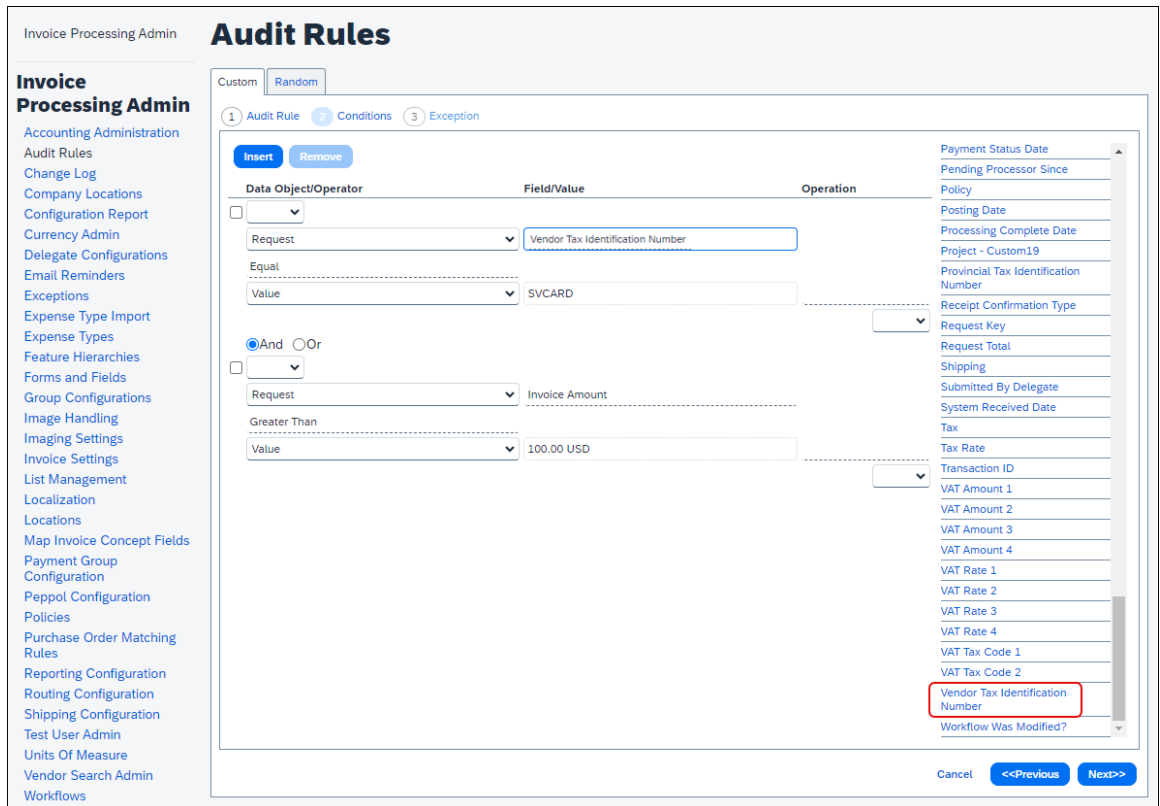 Invoice Processing Admin
Invoice
Processing Admin
Accounting Administration
Audit Rules
Change Log
Company Locations
Configuration Report
Currency Admin
Delegate Configurations
Email Reminders
Exceptions
Expense Type Import
Expense Types
Feature Hierarchies
Forms and Fields
Group Configurations
Image Handling
Imaging Settings
Invoice Settings
List Management
Localization
Locations
Map Invoice Concept Fields
Payment Group
Configuration
Peppol Configuration
Policies
Purchase Order Matching
Rules
Reporting Configuration
Routing Configuration
Shipping Configuration
Test User Admin
Units Of Measure
Vendor Search Admin
Workflows
Audit Rules
Custom Random
1 Audit Rule 2 Conditions 3 Exception
Insert Remove
Data Object/Operator Field/Value Operation
Request Vendor Tax Identification Number
Equal
Value SVCARD
And Or
Request Invoice Amount
Greater Than
Value 100.00 USD
Payment Status Date
Pending Processor Since
Policy
Posting Date
Processing Complete Date
Project - Custom19
Provincial Tax Identification
Number
Receipt Confirmation Type
Request Key
Request Total
Shipping
Submitted By Delegate
System Received Date
Tax
Tax Rate
Transaction ID
VAT Amount 1
VAT Amount 2
VAT Amount 3
VAT Amount 4
VAT Rate 1
VAT Rate 2
VAT Rate 3
VAT Rate 4
VAT Tax Code 1
VAT Tax Code 2
Vendor Tax Identification
Number
Workflow Was Modified?
Cancel <<Previous Next>>